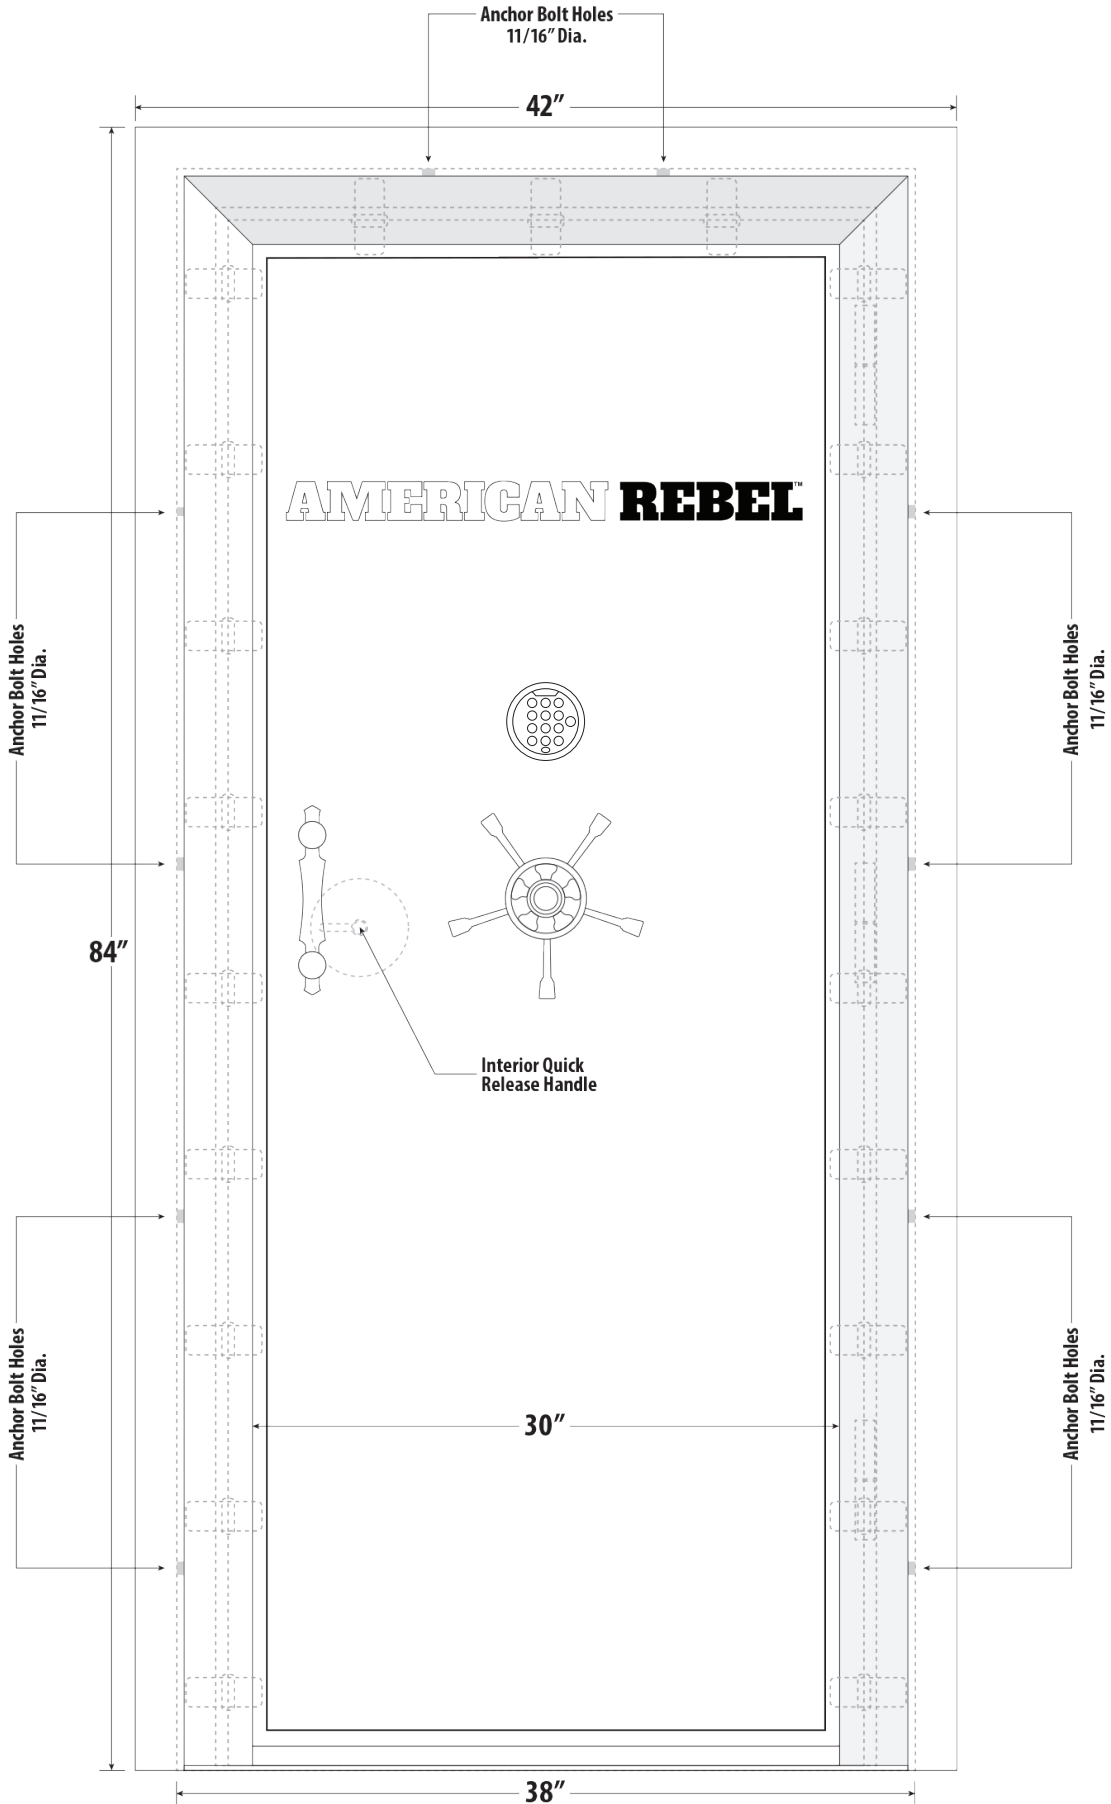 Anchor Bolt Holes
11/16” Dia.
42”
AMERICAN REBEL™
Anchor Bolt Holes
11/16” Dia.
Anchor Bolt Holes
11/16” Dia.
84”
Interior Quick
Release Handle
Anchor Bolt Holes
11/16” Dia.
30”
Anchor Bolt Holes
11/16” Dia.
38”